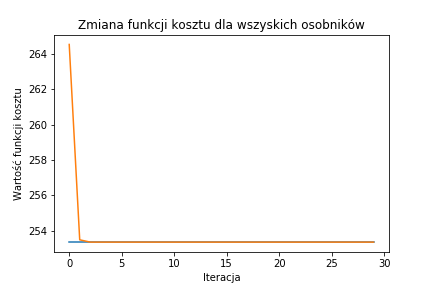 Zmiana funkcji kosztu dla wszyskich osobników
264
262
260
258
256
254
Wartość funkcji kosztu
0 5 10 15 20 25 30
Iteracja